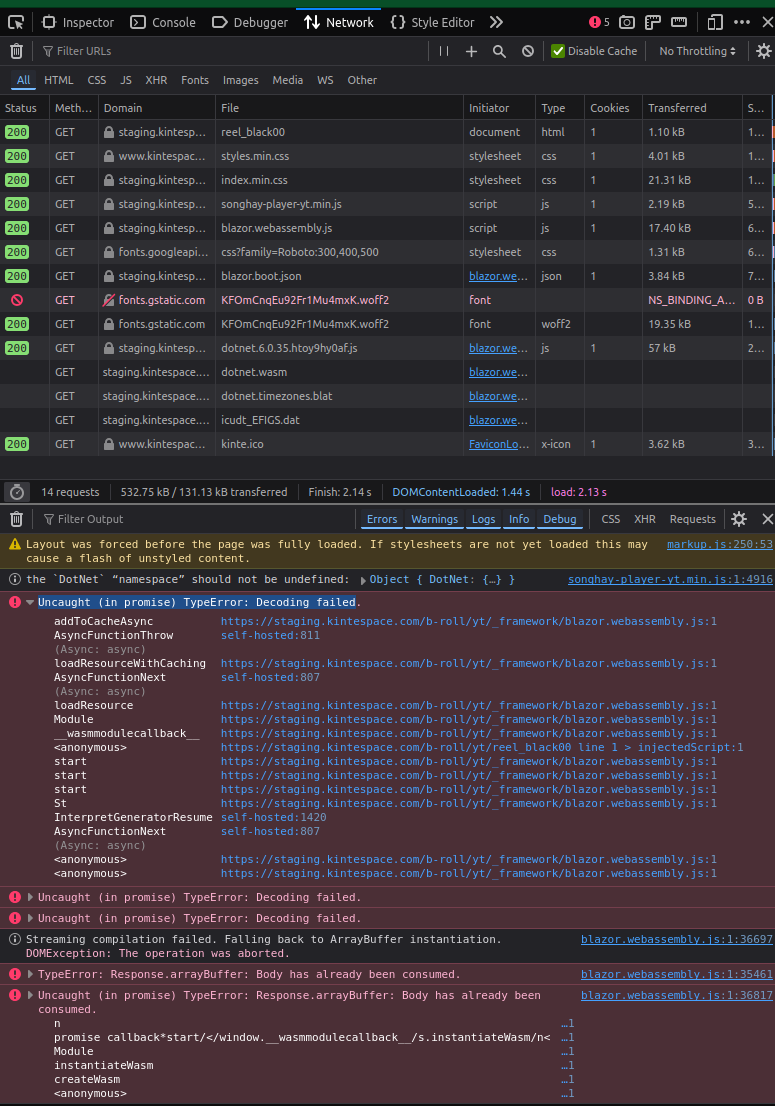 Inspector Console Debugger Network Style Editor 5
Filter URLs Disable Cache No Throttling
All HTML CSS JS XHR Fonts Images Media WS Other
Status Meth... Domain File Initiator Type Cookies Transferred S...
200 GET staging.kintesp... reel_black00 document html 1 1.10 kB 1...
200 GET www.kintespac... styles.min.css stylesheet css 1 4.01 kB 1...
200 GET staging.kintesp... index.min.css stylesheet css 1 21.31 kB 1...
200 GET staging.kintesp... songhay-player-yt.min.js script js 1 2.19 kB 5...
200 GET staging.kintesp... blazor.webassembly.js script js 1 17.40 kB 6...
200 GET fonts.googleapi... css?family=Roboto:300,400,500 stylesheet css 1.31 kB 6...
200 GET staging.kintesp... blazor.boot.json blazor.we... json 1 3.84 kB 7...
GET fonts.gstatic.com KFOmCnqEu92Fr1Mu4mxK.woff2 font NS_BINDING_A... 0 B
200 GET fonts.gstatic.com KFOmCnqEu92Fr1Mu4mxK.woff2 font woff2 19.35 kB 1...
200 GET staging.kintesp... dotnet.6.0.35.htoy9hy0af.js blazor.we... js 1 57 kB 2...
GET staging.kintespace.... dotnet.wasm blazor.we...
GET staging.kintespace.... dotnet.timezones.blat blazor.we...
GET staging.kintespace.... icudt_EFIGS.dat blazor.we...
200 GET www.kintespac... kinte.ico FaviconLo... x-icon 1 3.62 kB 3...
14 requests 532.75 kB / 131.13 kB transferred Finish: 2.14 s DOMContentLoaded: 1.44 s load: 2.13 s
Filter Output Errors Warnings Logs Info Debug CSS XHR Requests
Layout was forced before the page was fully loaded. If stylesheets are not yet loaded this may markup.js:250:53
cause a flash of unstyled content.
the `DotNet` “namespace” should not be undefined: Object { DotNet: {…} } songhay-player-yt.min.js:1:4916
Uncaught (in promise) TypeError: Decoding failed.
addToCacheAsync https://staging.kintespace.com/b-roll/yt/_framework/blazor.webassembly.js:1
AsyncFunctionThrow self-hosted:811
(Async: async)
loadResourceWithCaching https://staging.kintespace.com/b-roll/yt/_framework/blazor.webassembly.js:1
AsyncFunctionNext self-hosted:807
(Async: async)
loadResource https://staging.kintespace.com/b-roll/yt/_framework/blazor.webassembly.js:1
Module https://staging.kintespace.com/b-roll/yt/_framework/blazor.webassembly.js:1
__wasmmodulecallback__ https://staging.kintespace.com/b-roll/yt/_framework/blazor.webassembly.js:1
<anonymous> https://staging.kintespace.com/b-roll/yt/reel_black00 line 1 > injectedScript:1
start https://staging.kintespace.com/b-roll/yt/_framework/blazor.webassembly.js:1
start https://staging.kintespace.com/b-roll/yt/_framework/blazor.webassembly.js:1
start https://staging.kintespace.com/b-roll/yt/_framework/blazor.webassembly.js:1
St https://staging.kintespace.com/b-roll/yt/_framework/blazor.webassembly.js:1
InterpretGeneratorResume self-hosted:1420
AsyncFunctionNext self-hosted:807
(Async: async)
<anonymous> https://staging.kintespace.com/b-roll/yt/_framework/blazor.webassembly.js:1
<anonymous> https://staging.kintespace.com/b-roll/yt/_framework/blazor.webassembly.js:1
Uncaught (in promise) TypeError: Decoding failed.
Uncaught (in promise) TypeError: Decoding failed.
Streaming compilation failed. Falling back to ArrayBuffer instantiation. blazor.webassembly.js:1:36697
DOMException: The operation was aborted.
TypeError: Response.arrayBuffer: Body has already been consumed. blazor.webassembly.js:1:35461
Uncaught (in promise) TypeError: Response.arrayBuffer: Body has already been blazor.webassembly.js:1:36817
consumed.
n …1
promise callback*start/</window.__wasmmodulecallback__/s.instantiateWasm/n< …1
Module …1
instantiateWasm …1
createWasm …1
<anonymous> …1